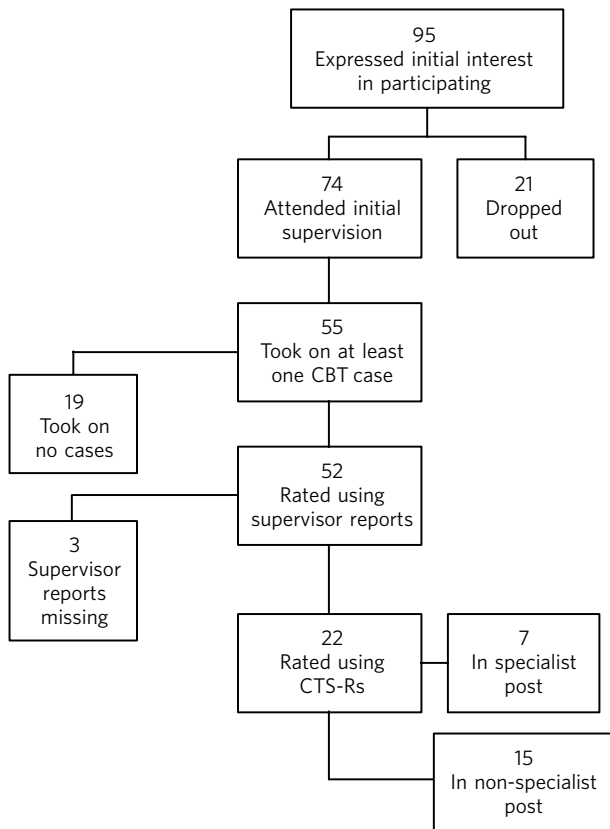 95
Expressed initial interest
in participating
74
Attended initial
supervision
21
Dropped
out
55
Took on at least
one CBT case
19
Took on
no cases
52
Rated using
supervisor reports
3
Supervisor
reports
missing
22
Rated using
CTS-Rs
7
In specialist
post
15
In non-specialist
post